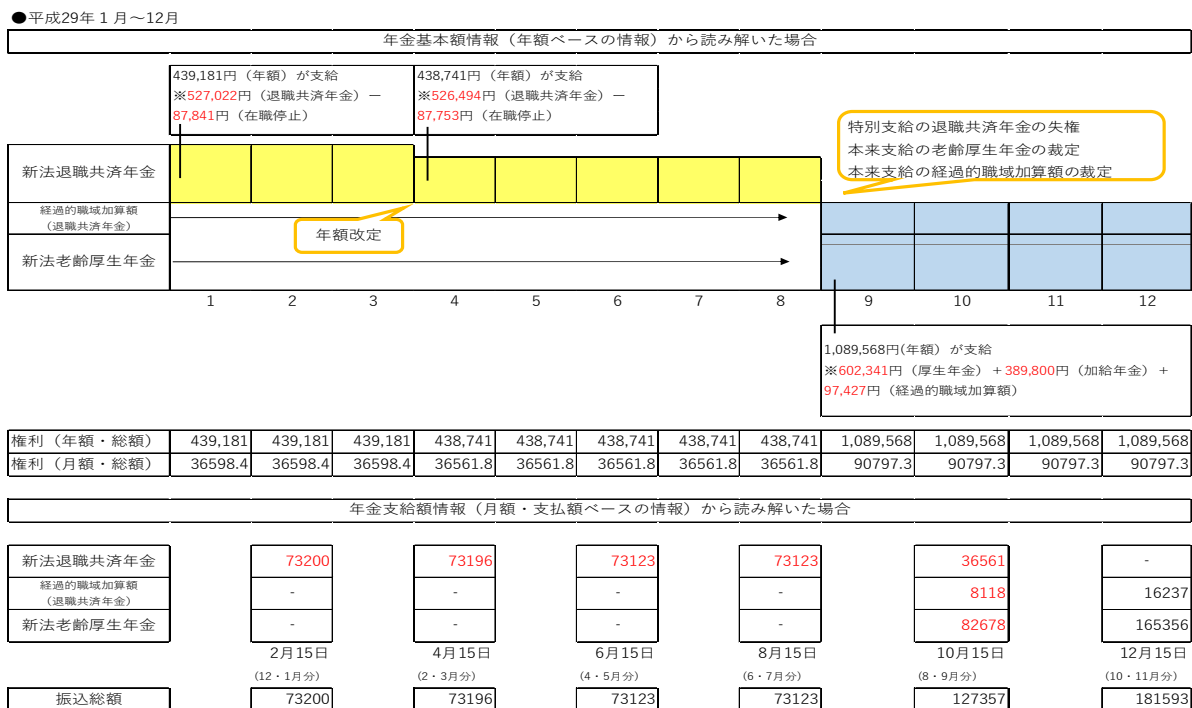 ●平成29年1月～12月
年金基本額情報（年額ベースの情報）から読み解いた場合
439,181円（年額）が支給
※527,022円（退職共済年金）－
87,841円（在職停止）
438,741円（年額）が支給
※526,494円（退職共済年金）－
87,753円（在職停止）
特別支給の退職共済年金の失権
本来支給の老齢厚生年金の裁定
本来支給の経過的職域加算額の裁定
新法退職共済年金
経過的職域加算額
（退職共済年金）
年額改定
新法老齢厚生年金
1 2 3 4 5 6 7 8 9 10 11 12
1,089,568円(年額）が支給
※602,341円（厚生年金）＋389,800円（加給年金）＋
97,427円（経過的職域加算額）
権利（年額・総額） 439,181 439,181 439,181 438,741 438,741 438,741 438,741 438,741 1,089,568 1,089,568 1,089,568 1,089,568
権利（月額・総額） 36598.4 36598.4 36598.4 36561.8 36561.8 36561.8 36561.8 36561.8 90797.3 90797.3 90797.3 90797.3
年金支給額情報（月額・支払額ベースの情報）から読み解いた場合
新法退職共済年金 73200 73196 73123 73123 36561 -
経過的職域加算額
（退職共済年金） - - - - 8118 16237
新法老齢厚生年金 - - - - 82678 165356
2月15日 4月15日 6月15日 8月15日 10月15日 12月15日
(12・1月分） (2・3月分） (4・5月分） (6・7月分） (8・9月分） (10・11月分）
振込総額 73200 73196 73123 73123 127357 181593